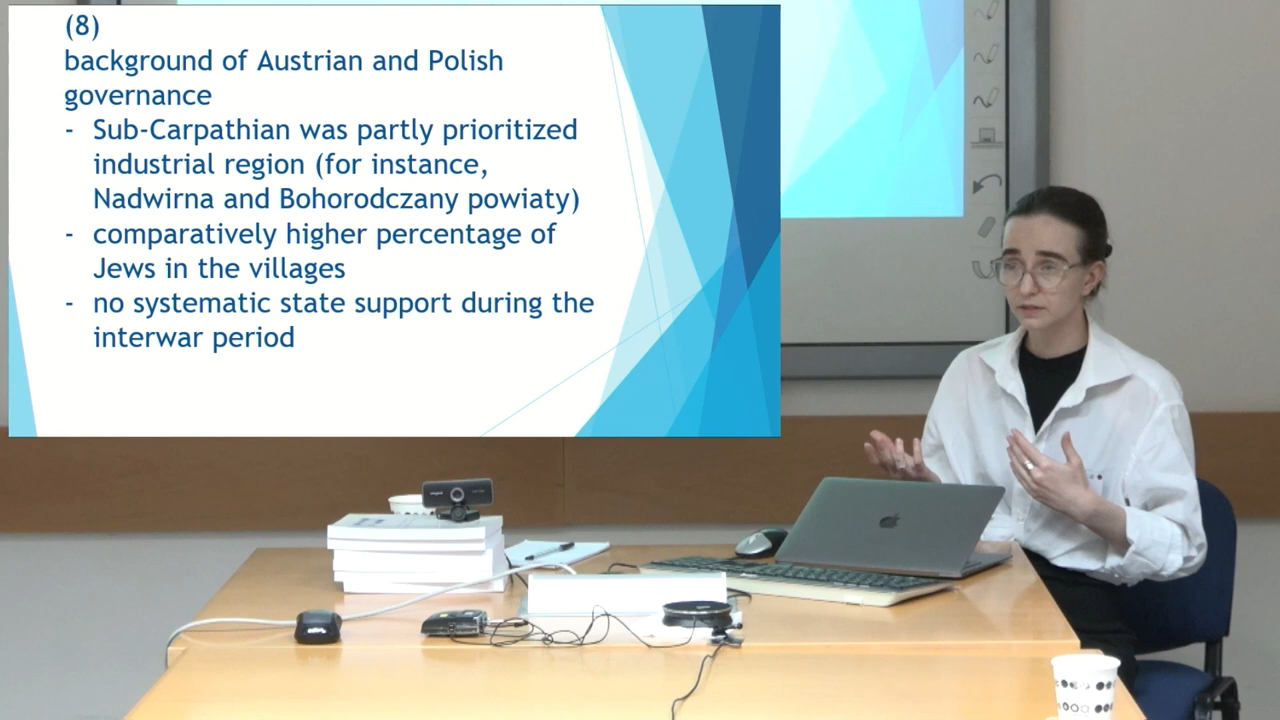 (8)
background of Austrian and Polish
governance
- Sub-Carpathian was partly prioritized
industrial region (for instance,
Nadwirna and Bohorodczany powiaty)
- comparatively higher percentage of
Jews in the villages
- no systematic state support during the
interwar period